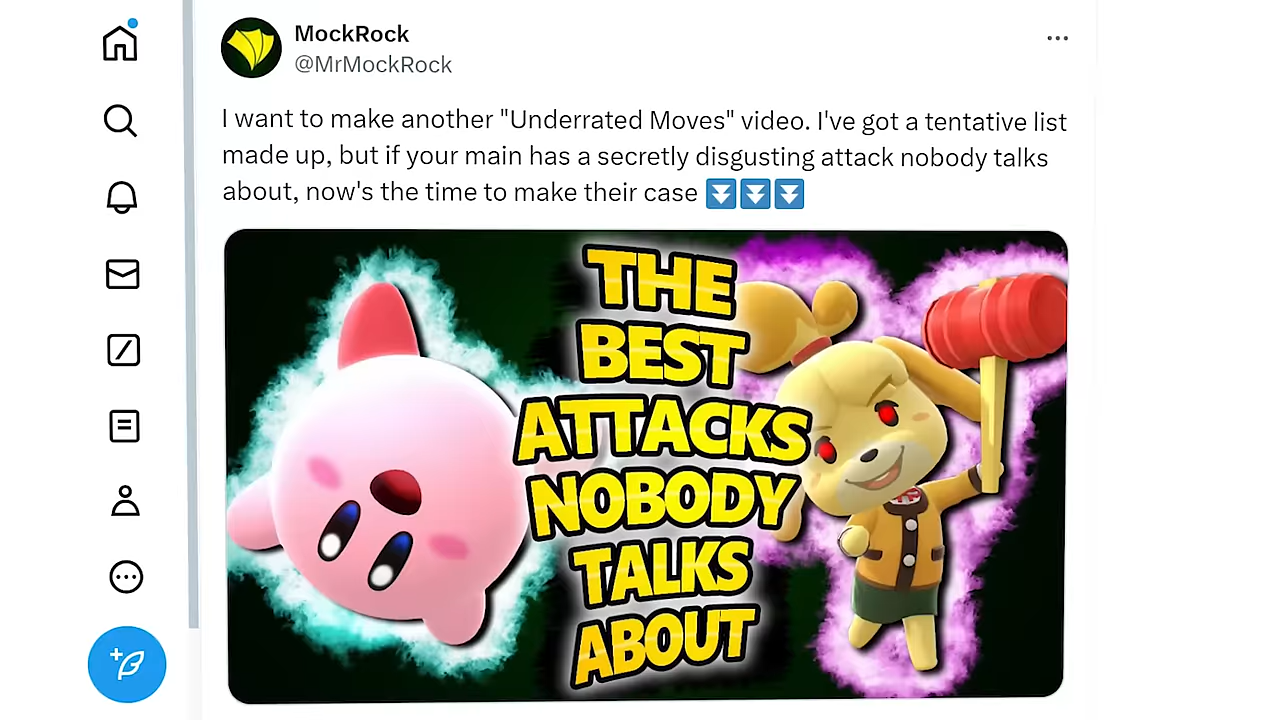 MockRock
@MrMockRock
I want to make another "Underrated Moves" video. I've got a tentative list
made up, but if your main has a secretly disgusting attack nobody talks
about, now's the time to make their case ⏬⏬⏬
THE
BEST
ATTACKS
NOBODY
TALKS
ABOUT